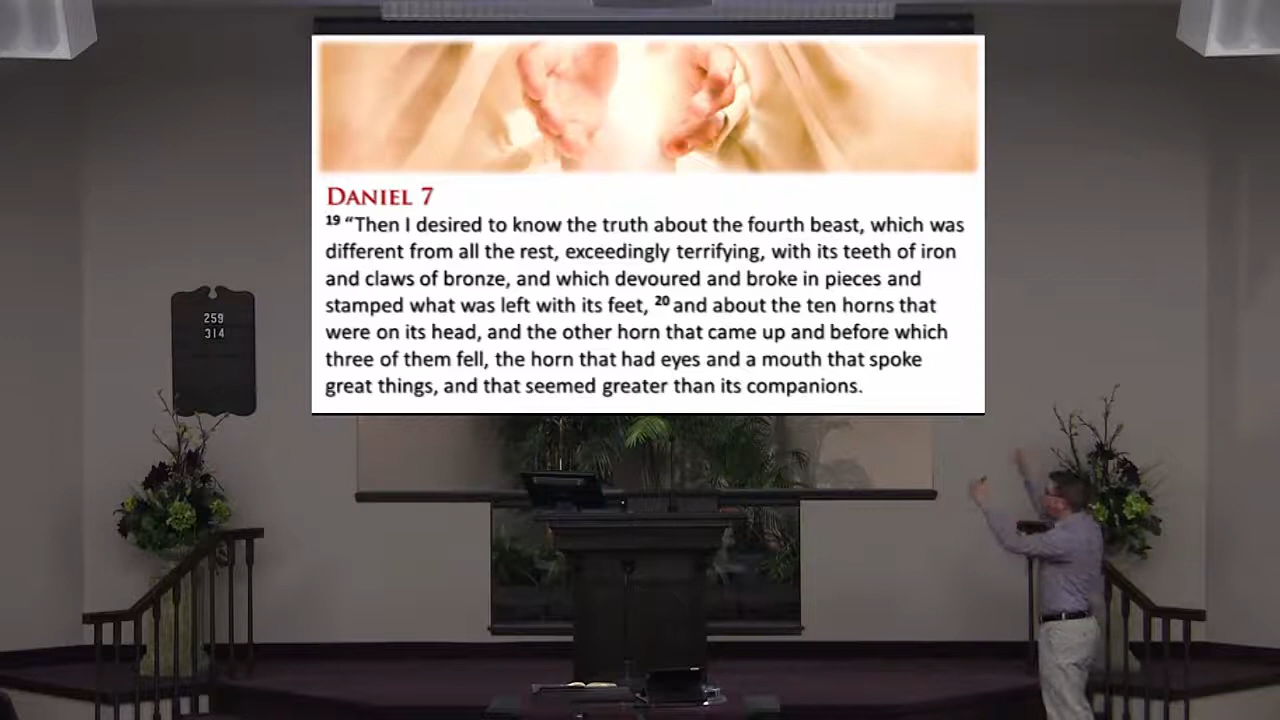 DANIEL 7
19 “Then I desired to know the truth about the fourth beast, which was
different from all the rest, exceedingly terrifying, with its teeth of iron
and claws of bronze, and which devoured and broke in pieces and
stamped what was left with its feet, 20 and about the ten horns that
were on its head, and the other horn that came up and before which
three of them fell, the horn that had eyes and a mouth that spoke
great things, and that seemed greater than its companions.
259
314